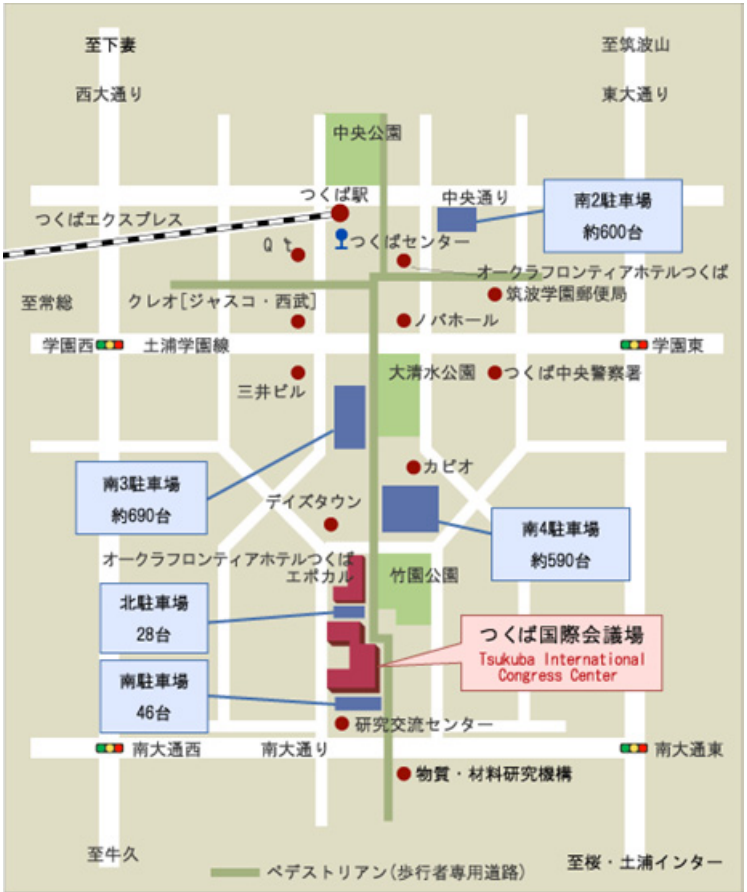 至下妻
至筑波山
西大通り
東大通り
中央公園
つくば駅
中央通り
南2駐車場
約600台
つくばエクスプレス
つくばセンター
Q t
オークラフロンティアホテルつくば
筑波学園郵便局
至常総
クレオ[ジャスコ・西武]
ノバホール
学園西
土浦学園線
学園東
大清水公園
つくば中央警察署
三井ビル
カピオ
南3駐車場
約690台
デイズタウン
南4駐車場
約590台
オークラフロンティアホテルつくば
エポカル
竹園公園
北駐車場
28台
つくば国際会議場
Tsukuba International
Congress Center
南駐車場
46台
研究交流センター
南大通西
南大通り
南大通東
物質・材料研究機構
至牛久
至桜・土浦インター
ペデストリアン(歩行者専用道路)